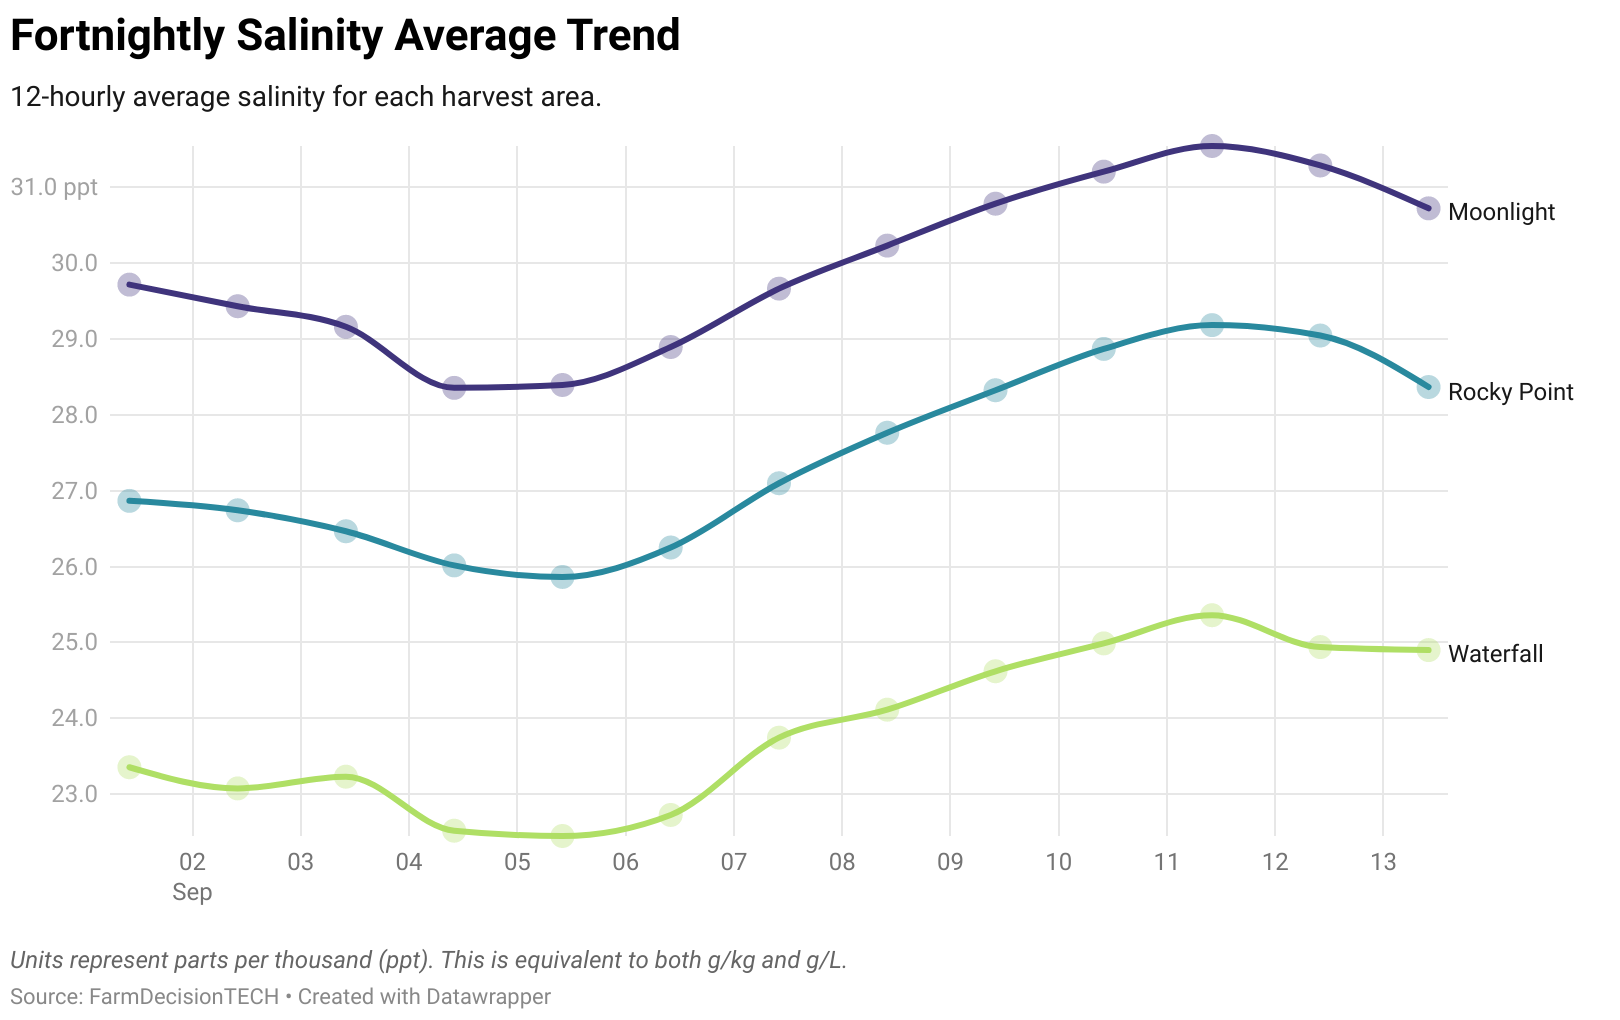 Fortnightly Salinity Average Trend
12-hourly average salinity for each harvest area.
31.0 ppt
30.0
29.0
28.0
27.0
26.0
25.0
24.0
23.0
Moonlight
Rocky Point
Waterfall
02 03 04 05 06 07 08 09 10 11 12 13
Sep
Units represent parts per thousand (ppt). This is equivalent to both g/kg and g/L.
Source: FarmDecisionTECH • Created with Datawrapper